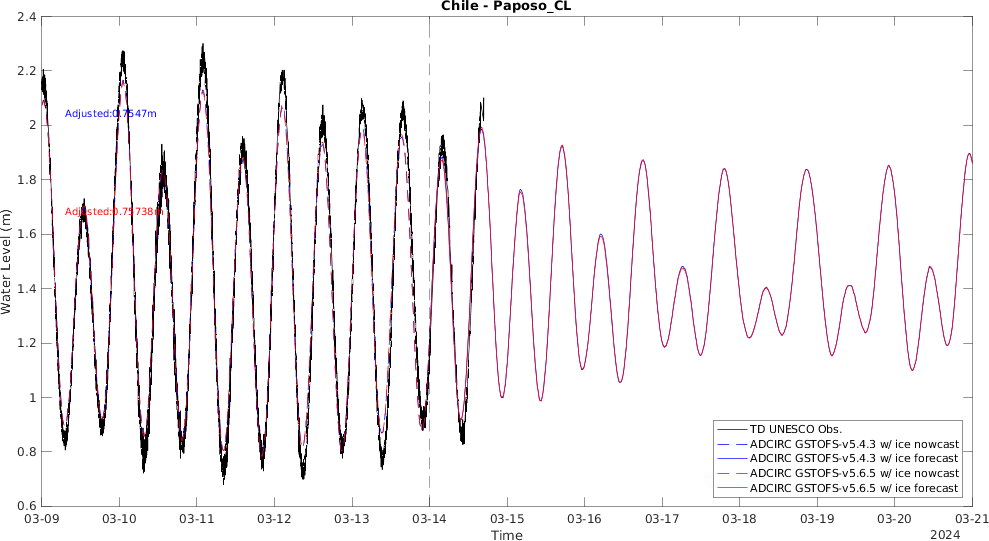 Chile - Paposo_CL
2.4
2.2
2
1.8
1.6
1.4
1.2
1
0.8
0.6
Water Level (m)
Adjusted:0.7547m
Adjusted:0.75738m
TD UNESCO Obs.
ADCIRC GSTOFS-v5.4.3 w/ ice nowcast
ADCIRC GSTOFS-v5.4.3 w/ ice forecast
ADCIRC GSTOFS-v5.6.5 w/ ice nowcast
ADCIRC GSTOFS-v5.6.5 w/ ice forecast
03-09 03-10 03-11 03-12 03-13 03-14 03-15 03-16 03-17 03-18 03-19 03-20 03-21
Time
2024